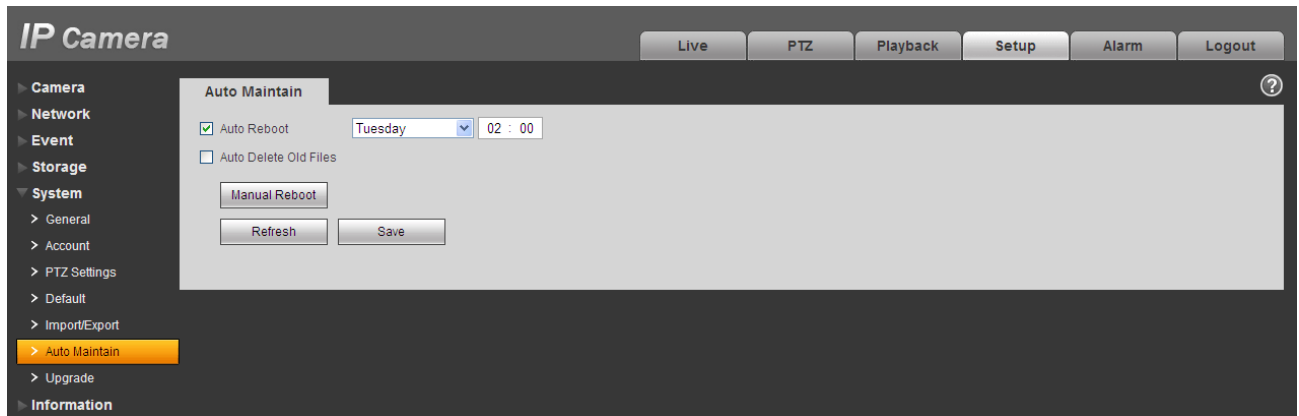 IP Camera
Live PTZ Playback Setup Alarm Logout
Camera
Network
Event
Storage
System
> General
> Account
> PTZ Settings
> Default
> Import/Export
> Auto Maintain
> Upgrade
Information
Auto Maintain ?
Auto Reboot Tuesday 02 : 00
Auto Delete Old Files
Manual Reboot
Refresh Save